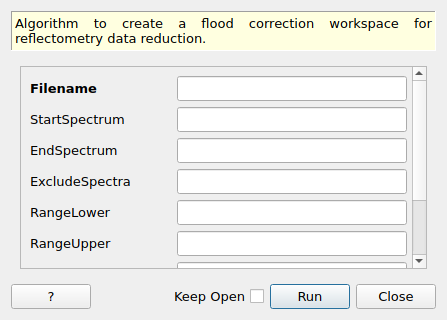 Algorithm to create a flood correction workspace for
reflectometry data reduction.
Filename
StartSpectrum
EndSpectrum
ExcludeSpectra
RangeLower
RangeUpper
? Keep Open Run Close